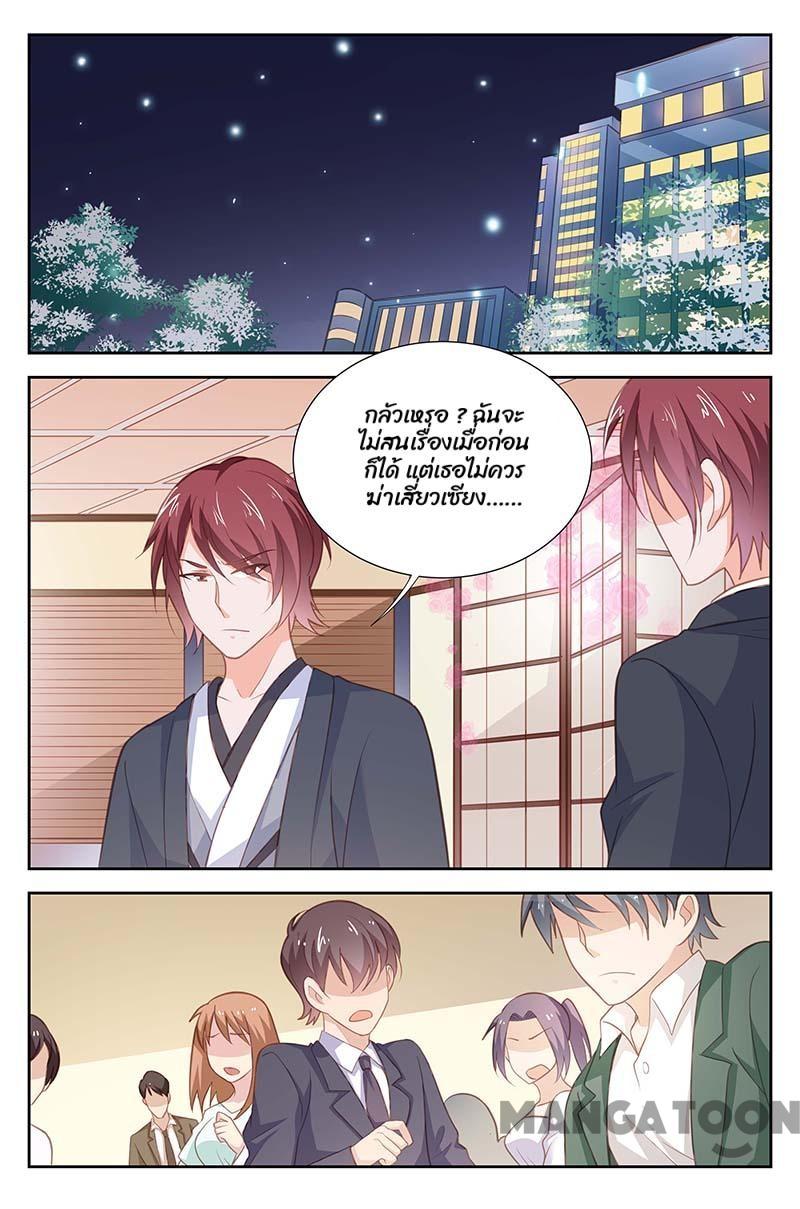 กลัวเหรอ ? ฉันจะ
ไม่สนเรื่องเมื่อก่อน
ก็ได้ แต่เธอไม่ควร
ฆ่าเสี่ยวเซียง......
MANGATOON